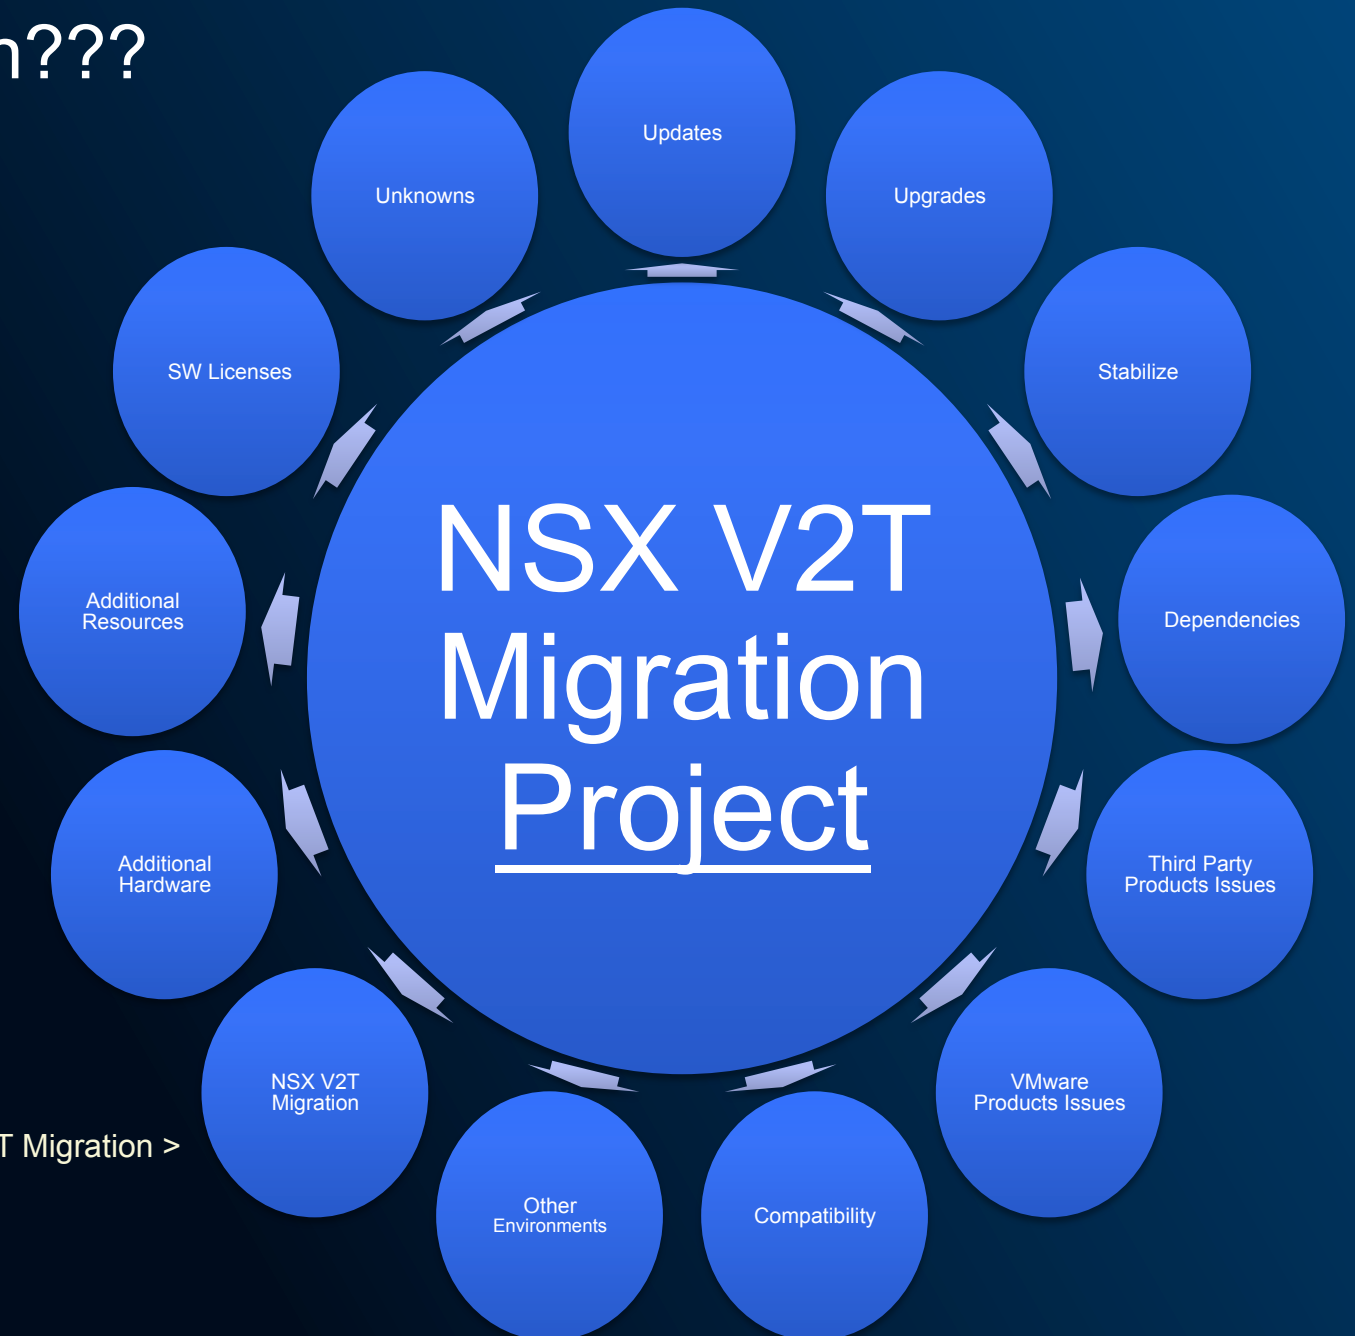 n???
Updates
Unknowns
Upgrades
SW Licenses
Stabilize
Additional
Resources
Dependencies
NSX V2T
Migration
Project
Additional
Hardware
Third Party
Products Issues
NSX V2T
Migration
VMware
Products Issues
T Migration >
Other
Environments
Compatibility